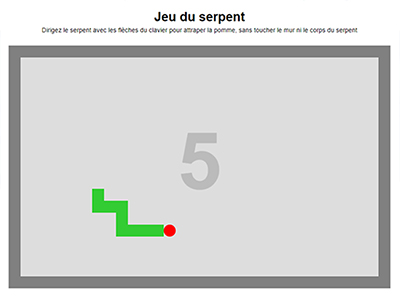 Jeu du serpent
Dirigez le serpent avec les flêches du clavier pour attraper la pomme, sans toucher le mur ni le corps du serpent
5